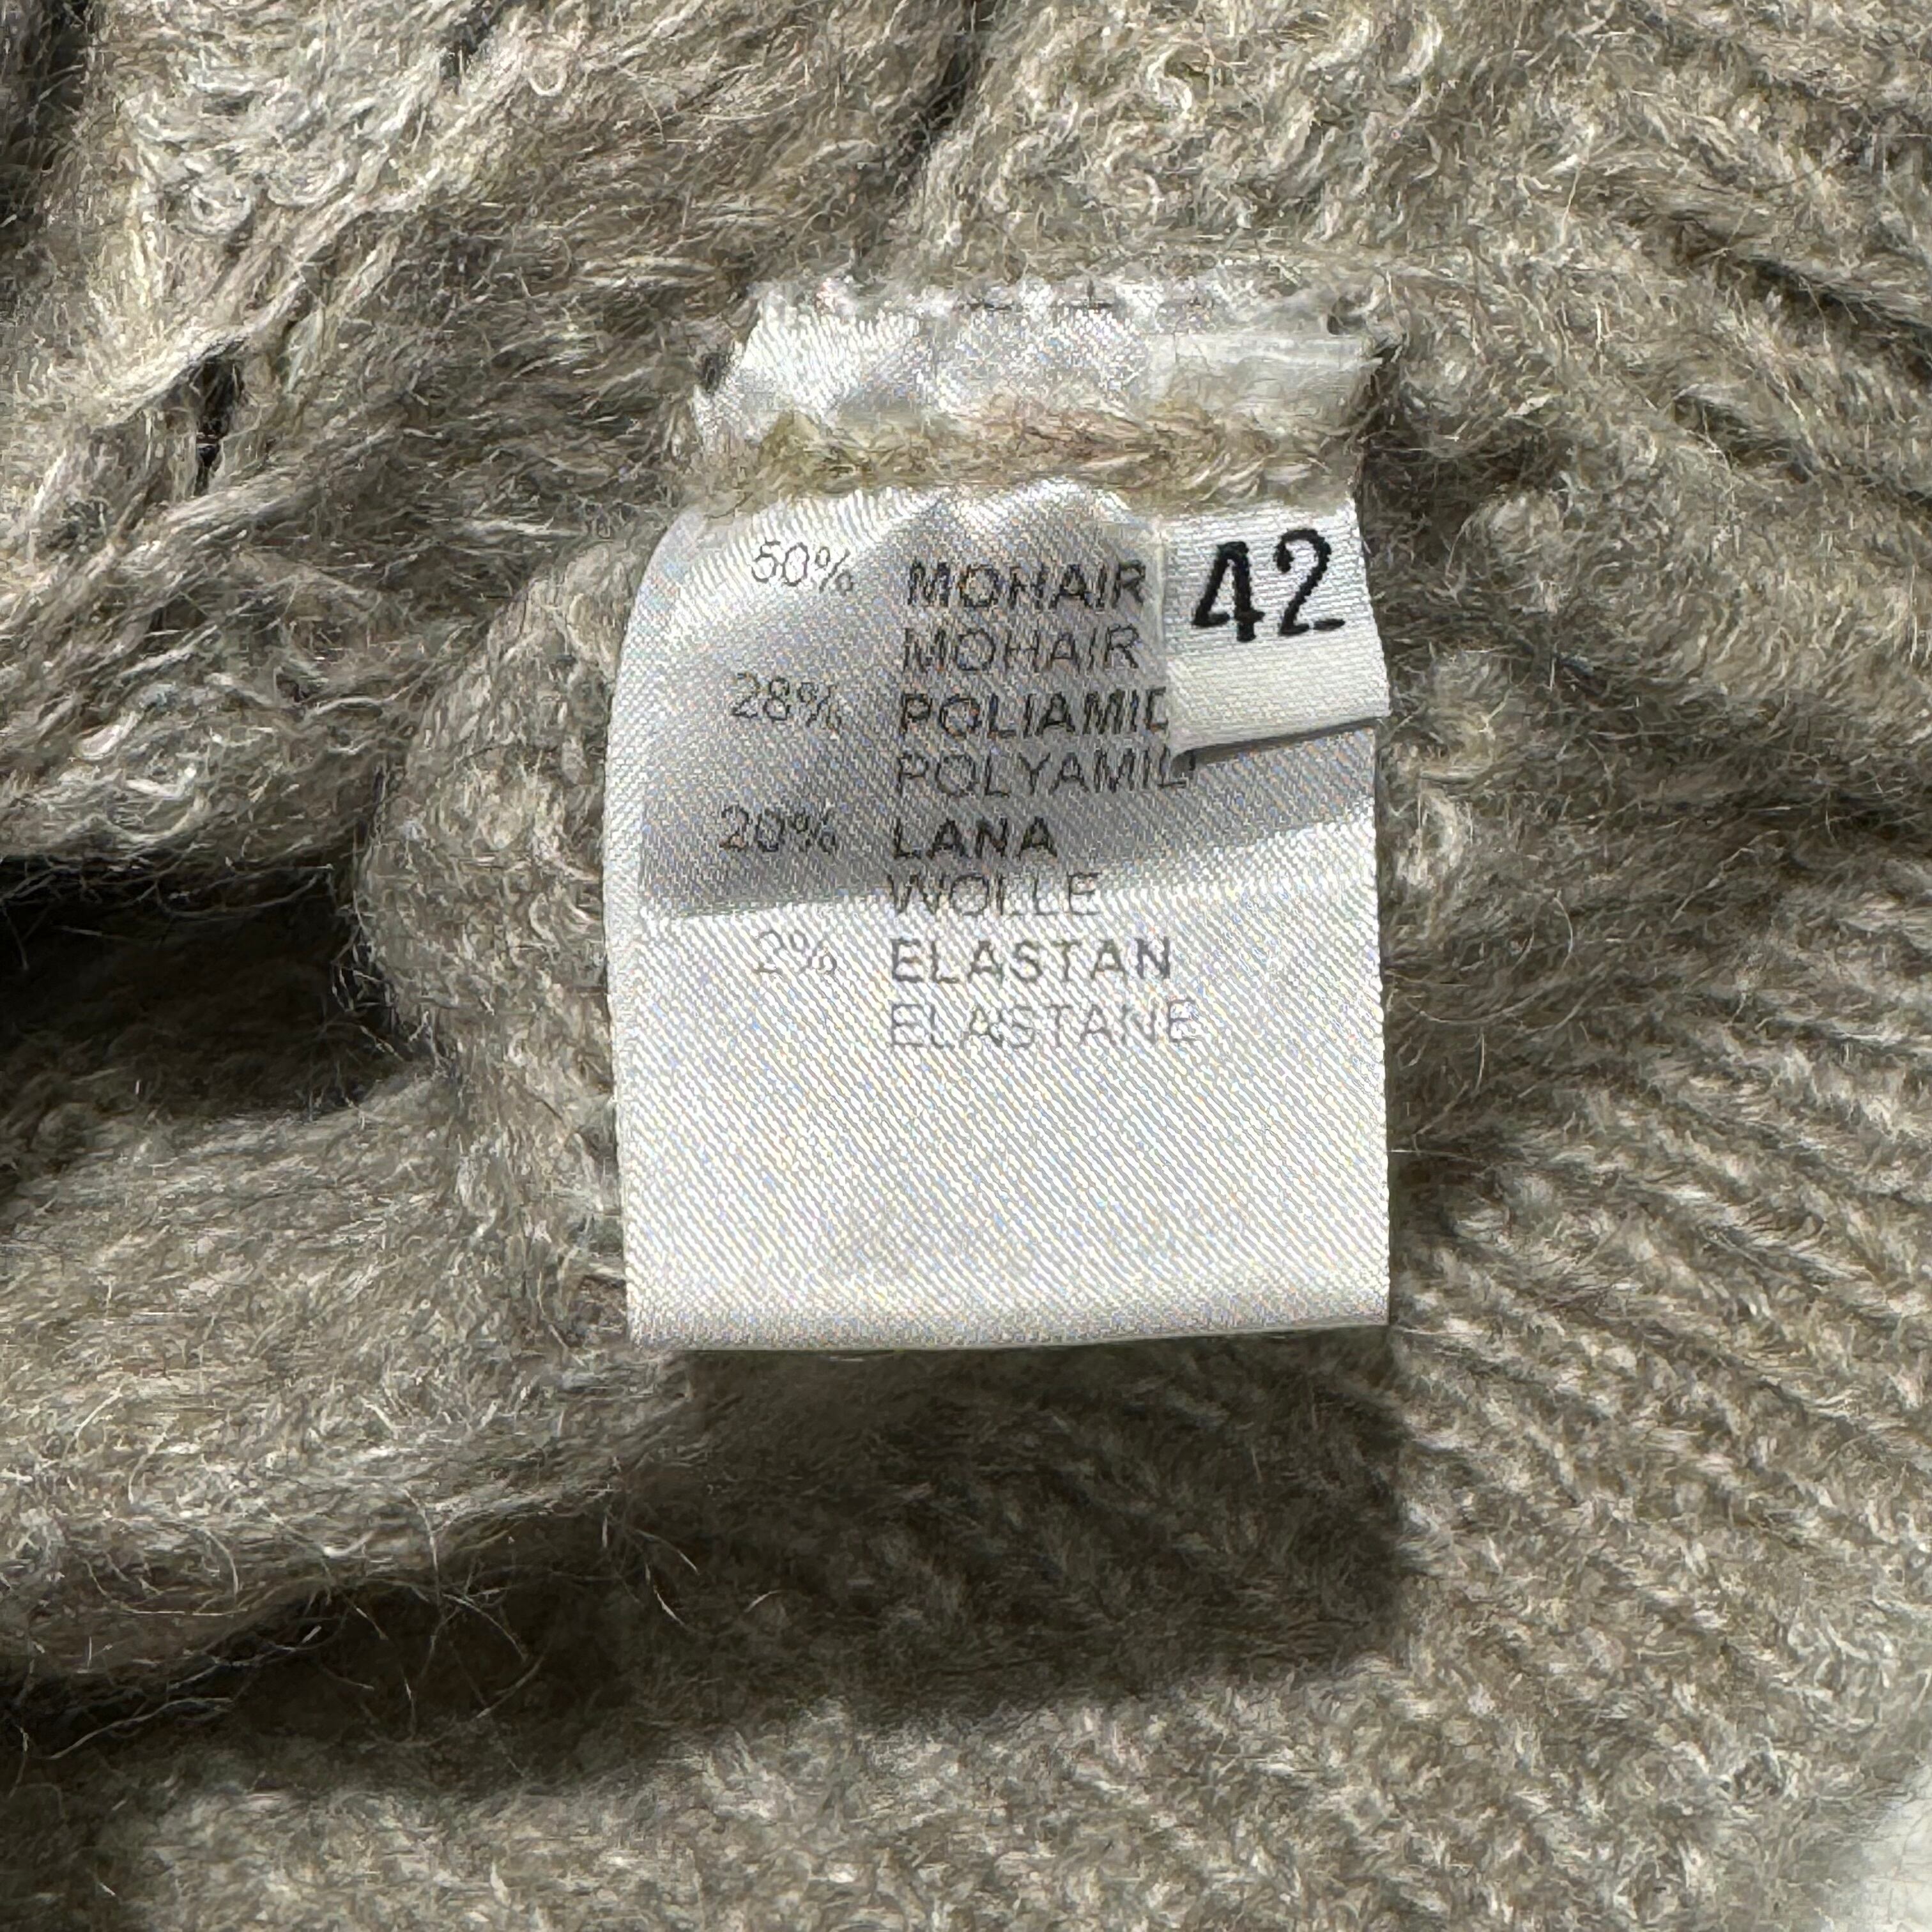 50% MOHAIR
MOHAIR
28% POLIAMID
POLYAMID
20% LANA
WOLLE
2% ELASTAN
ELASTANE
42